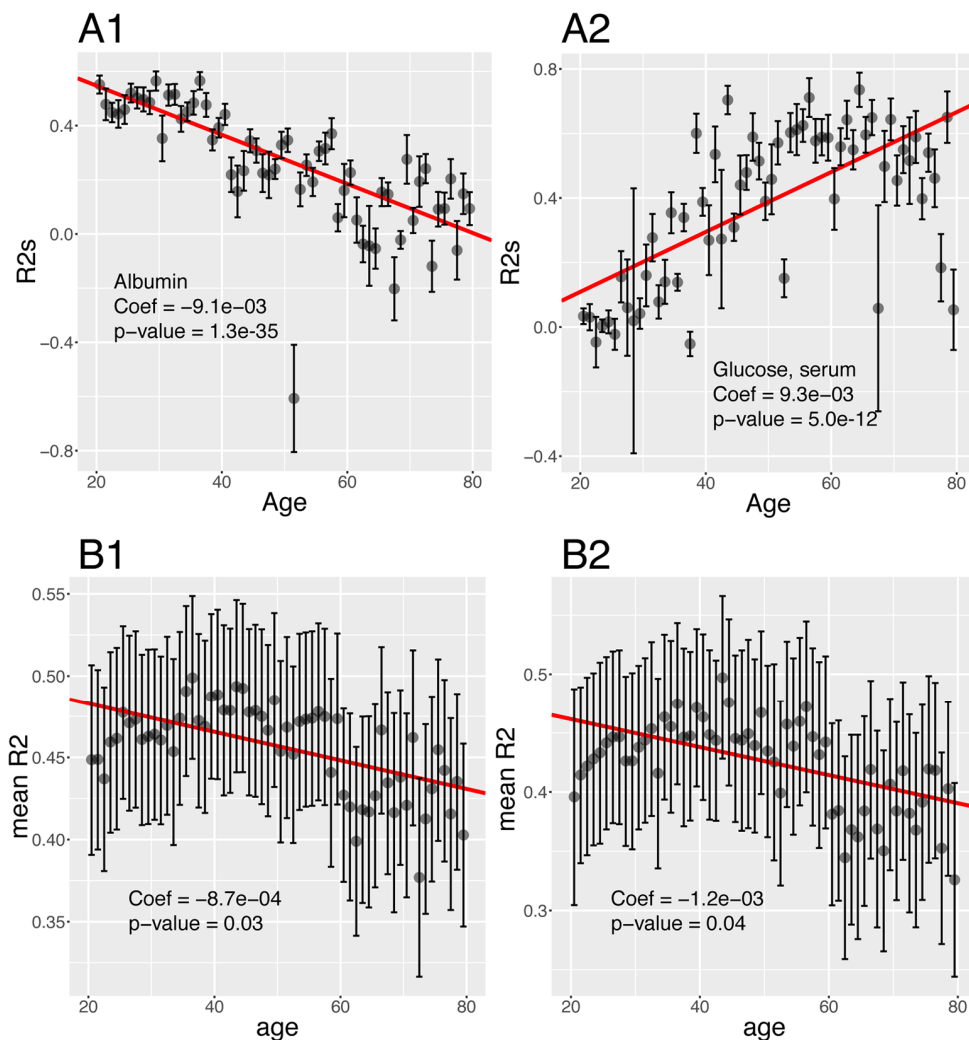 A1
A2
R2s
0.4
0.0
−0.4
−0.8
Albumin
Coef = −9.1e−03
p−value = 1.3e-35
20
40
60
80
Age
R2s
0.8
0.4
0.0
−0.4
Glucose, serum
Coef = 9.3e−03
p−value = 5.0e-12
20
40
60
80
Age
B1
B2
mean R2
0.55
0.50
0.45
0.40
0.35
Coef = −8.7e−04
p−value = 0.03
20
40
60
80
age
mean R2
0.5
0.4
0.3
Coef = −1.2e−03
p−value = 0.04
20
40
60
80
age